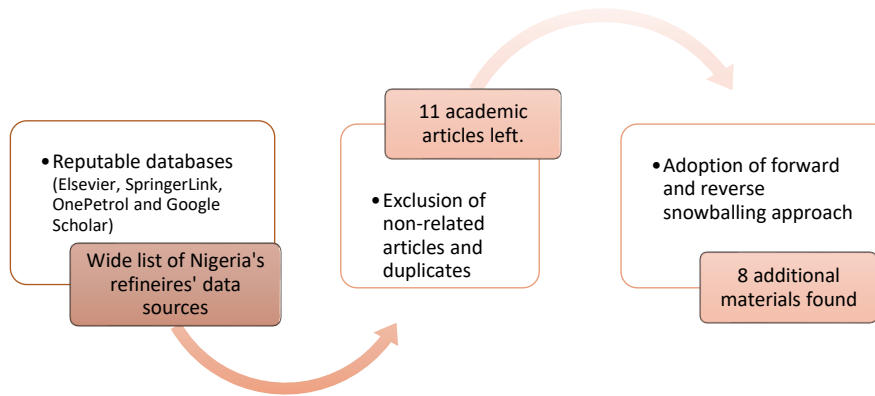 •Reputable databases
(Elsevier, SpringerLink,
OnePetrol and Google
Scholar)
Wide list of Nigeria's
refineires' data
sources
11 academic
articles left.
•Exclusion of
non-related
articles and
duplicates
•Adoption of forward
and reverse
snowballing approach
8 additional
materials found